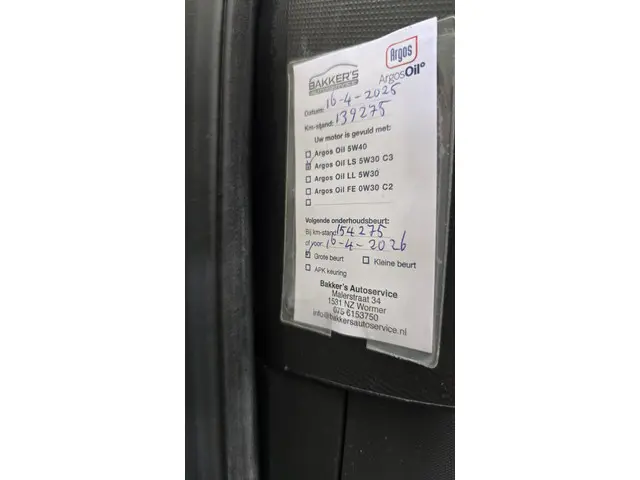 BAKKER'S
Argos
ArgosOil
Datum: 16-4-2025
Km-stand: 139275
Uw motor is gevuld met:
Argos Oil 5W40
Argos Oil LS 5W30 C3
Argos Oil LL 5W30
Argos Oil FE 0W30 C2
Volgende onderhoudsbeurt:
Bij km-stand 154275
of voor: 16-4-2026
Grote beurt Kleine beurt
APK keuring
Bakker's Autoservice
Malerstraat 34
1531 NZ Wormer
075 6153750
info@bakkersautoservice.nl